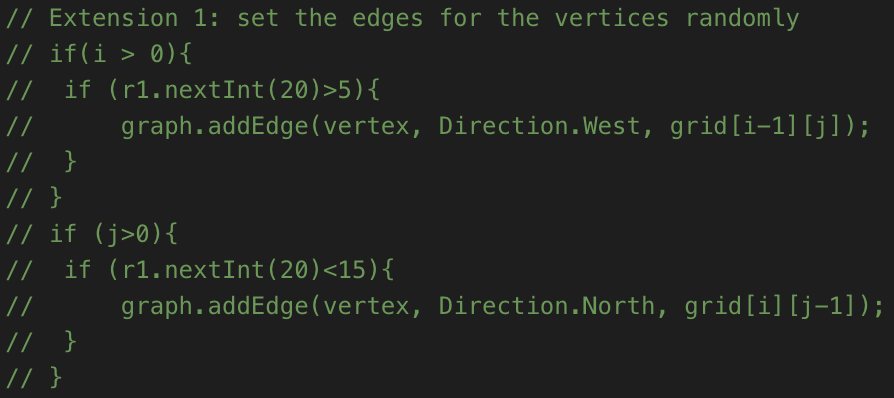 // Extension 1: set the edges for the vertices randomly
// if(i > 0){
//  if (r1.nextInt(20)>5){
//      graph.addEdge(vertex, Direction.West, grid[i-1][j]);
//  }
// }
// if (j>0){
//  if (r1.nextInt(20)<15){
//      graph.addEdge(vertex, Direction.North, grid[i][j-1]);
//  }
// }